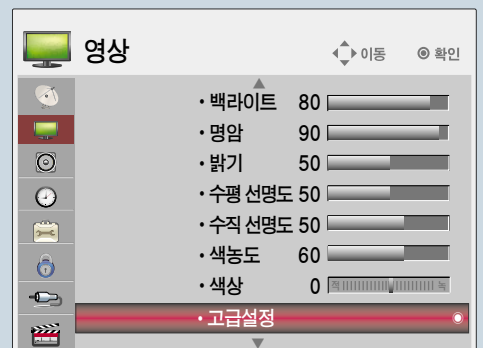 영상 이동 확인
• 백라이트 80
• 명암 90
• 밝기 50
• 수평 선명도 50
• 수직 선명도 50
• 색농도 60
• 색상 0 적 녹
• 고급설정